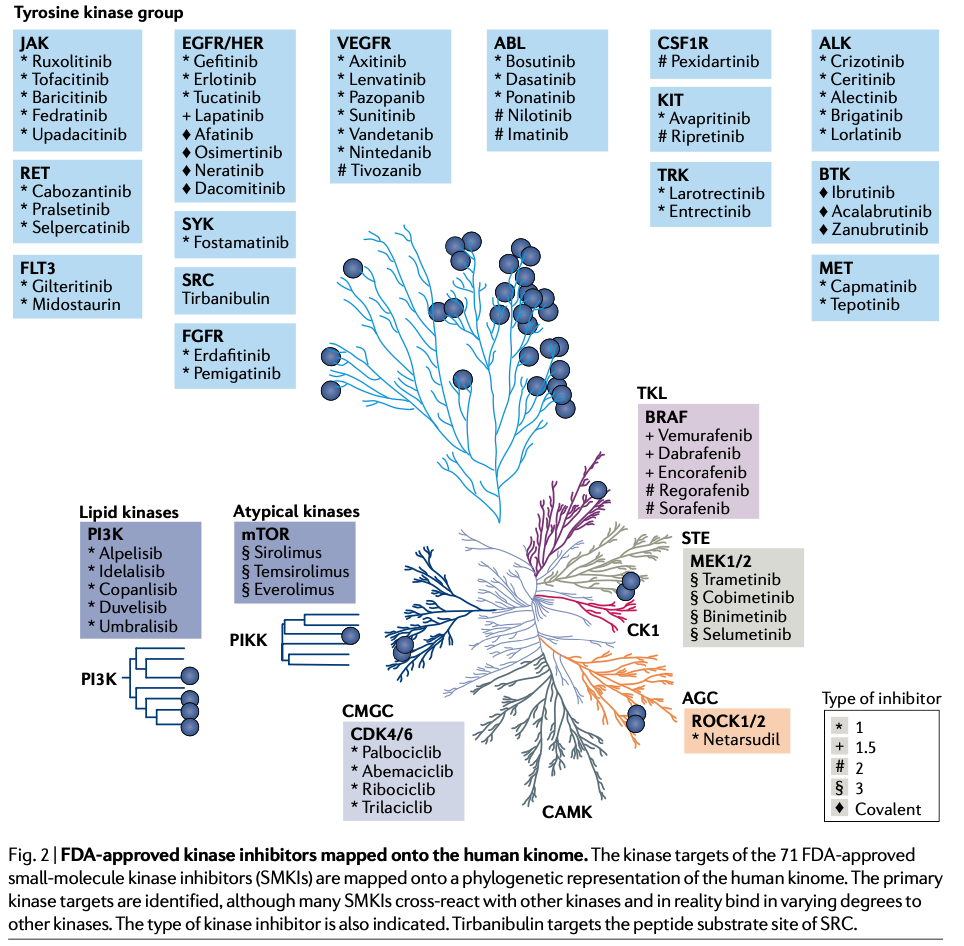 Tyrosine kinase group
JAK
* Ruxolitinib
* Tofacitinib
* Baricitinib
* Fedratinib
* Upadacitinib
RET
* Cabozantinib
* Pralsetinib
* Selpercatinib
FLT3
* Gilteritinib
* Midostaurin
EGFR/HER
* Gefitinib
* Erlotinib
* Tucatinib
+ Lapatinib
♦ Afatinib
♦ Osimertinib
♦ Neratinib
♦ Dacomitinib
SYK
* Fostamatinib
SRC
Tirbanibulin
FGFR
* Erdafitinib
* Pemigatinib
VEGFR
* Axitinib
* Lenvatinib
* Pazopanib
* Sunitinib
* Vandetanib
* Nintedanib
# Tivozanib
ABL
* Bosutinib
* Dasatinib
* Ponatinib
# Nilotinib
# Imatinib
CSF1R
# Pexidartinib
KIT
* Avapritinib
# Ripretinib
TRK
* Larotrectinib
* Entrectinib
ALK
* Crizotinib
* Ceritinib
* Alectinib
* Brigatinib
* Lorlatinib
BTK
♦ Ibrutinib
♦ Acalabrutinib
♦ Zanubrutinib
MET
* Capmatinib
* Tepotinib
TKL
BRAF
+ Vemurafenib
+ Dabrafenib
+ Encorafenib
# Regorafenib
# Sorafenib
Lipid kinases
PI3K
* Alpelisib
* Idelalisib
* Copanlisib
* Duvelisib
* Umbralisib
PI3K
Atypical kinases
mTOR
§ Sirolimus
§ Temsirolimus
§ Everolimus
PIKK
STE
MEK1/2
§ Trametinib
§ Cobimetinib
§ Binimetinib
§ Selumetinib
CK1
AGC
ROCK1/2
* Netarsudil
CMGC
CDK4/6
* Palbociclib
* Abemaciclib
* Ribociclib
* Trilaciclib
CAMK
Type of inhibitor
* 1
+ 1.5
# 2
§ 3
♦ Covalent
Fig. 2 | FDA-approved kinase inhibitors mapped onto the human kinome. The kinase targets of the 71 FDA-approved
small-molecule kinase inhibitors (SMKIs) are mapped onto a phylogenetic representation of the human kinome. The primary
kinase targets are identified, although many SMKIs cross-react with other kinases and in reality bind in varying degrees to
other kinases. The type of kinase inhibitor is also indicated. Tirbanibulin targets the peptide substrate site of SRC.